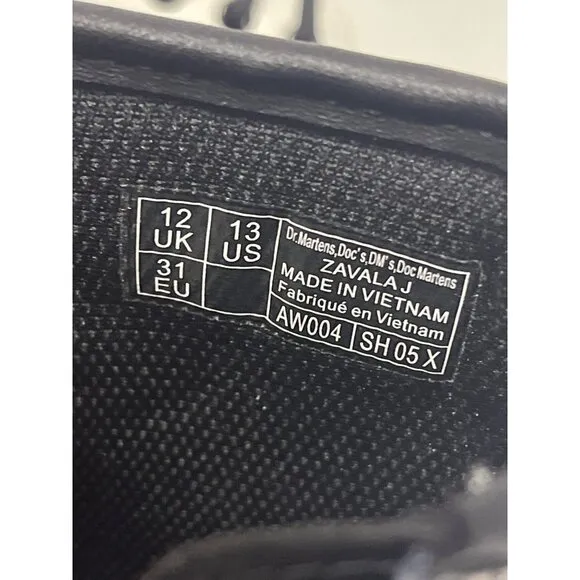 12
UK
13
US
31
EU
Dr.Martens,Doc's,DM's,Doc Martens
ZAVALA J
MADE IN VIETNAM
Fabriqué en Vietnam
AW004
SH 05 X